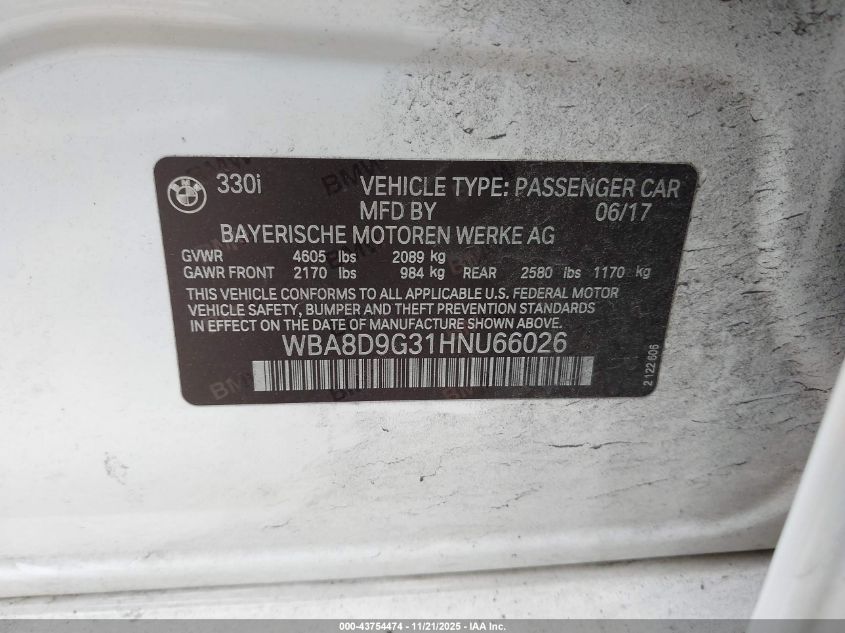 330i VEHICLE TYPE: PASSENGER CAR
MFD BY 06/17
BAYERISCHE MOTOREN WERKE AG
GVWR 4605 lbs 2089 kg
GAWR FRONT 2170 lbs 984 kg REAR 2580 lbs 1170 kg
THIS VEHICLE CONFORMS TO ALL APPLICABLE U.S. FEDERAL MOTOR
VEHICLE SAFETY, BUMPER AND THEFT PREVENTION STANDARDS
IN EFFECT ON THE DATE OF MANUFACTURE SHOWN ABOVE.
WBA8D9G31HNU66026
2 122 606
000-43754474 - 11/21/2025 - IAA Inc.